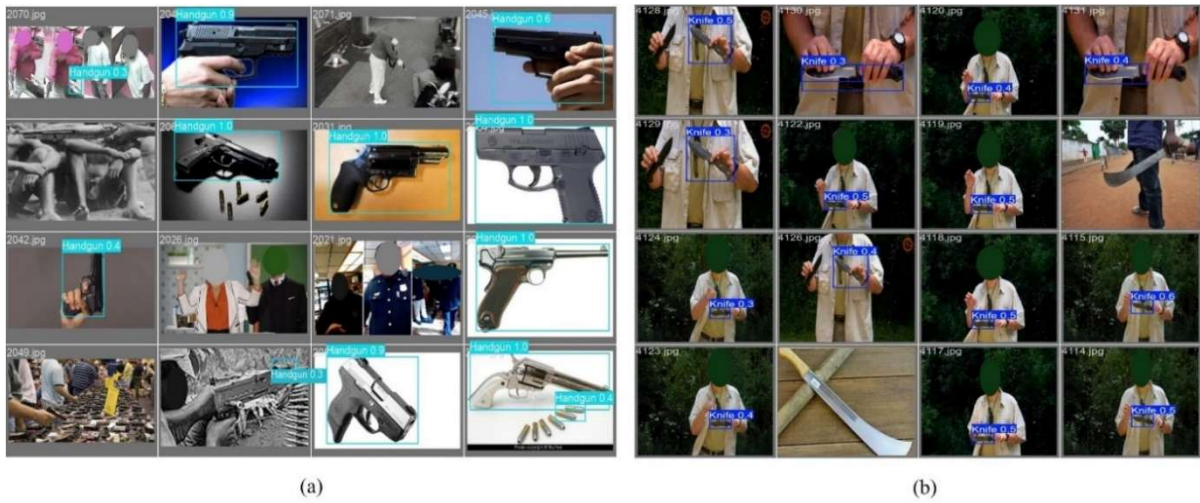 2070.jpg
Handgun 0.3
204
Handgun 0.9
2071.jpg
2045
Handgun 0.6
20
Handgun 1.0
2031.jpg
Handgun 1.0
2042.jpg
Handgun 0.4
2026.jpg
2021.jpg
Handgun 1.0
2049.jpg
Handgun 0.3
Handgun 0.9
Handgun 1.0
Handgun 0.4
(a)
4128.jpg
Knife 0.5
4130.jpg
Knife 0.3
4120.jpg
Knife 0.4
4131.jpg
Knife 0.4
4129
Knife 0.3
4122.jpg
Knife 0.5
4119.jpg
Knife 0.5
4124.jpg
Knife 0.3
4126.jpg
Knife 0.4
4118.jpg
Knife 0.5
4115.jpg
Knife 0.6
4123.jpg
Knife 0.4
4117.jpg
Knife 0.5
4114.jpg
Knife 0.5
(b)